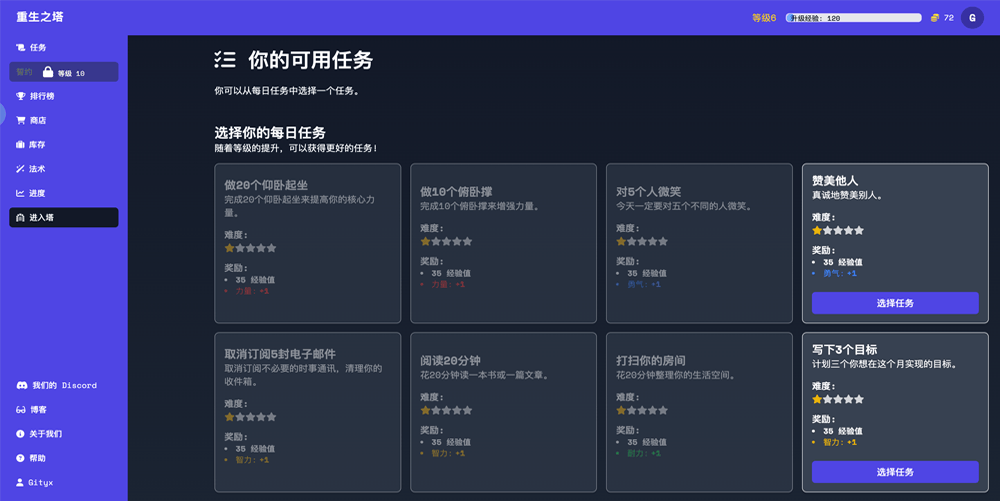 重生之塔
等级6
升级经验: 120
72
G
任务
誓约
等级 10
排行榜
商店
库存
法术
进度
进入塔
我们的 Discord
博客
关于我们
帮助
Gityx
你的可用任务
你可以从每日任务中选择一个任务。
选择你的每日任务
随着等级的提升，可以获得更好的任务！
做20个仰卧起坐
完成20个仰卧起坐来提高你的核心力
量。
难度：
奖励：
• 35 经验值
• 力量：+1
做10个俯卧撑
完成10个俯卧撑来增强力量。
难度：
奖励：
• 35 经验值
• 力量：+1
对5个人微笑
今天一定要对五个不同的人微笑。
难度：
奖励：
• 35 经验值
• 勇气：+1
赞美他人
真诚地赞美别人。
难度：
奖励：
• 35 经验值
• 勇气：+1
选择任务
取消订阅5封电子邮件
取消订阅不必要的时事通讯，清理你的
收件箱。
难度：
奖励：
• 35 经验值
• 智力：+1
阅读20分钟
花20分钟读一本书或一篇文章。
难度：
奖励：
• 35 经验值
• 智力：+1
打扫你的房间
花20分钟整理你的生活空间。
难度：
奖励：
• 35 经验值
• 耐力：+1
写下3个目标
计划三个你想在这个月实现的目标。
难度：
奖励：
• 35 经验值
• 智力：+1
选择任务